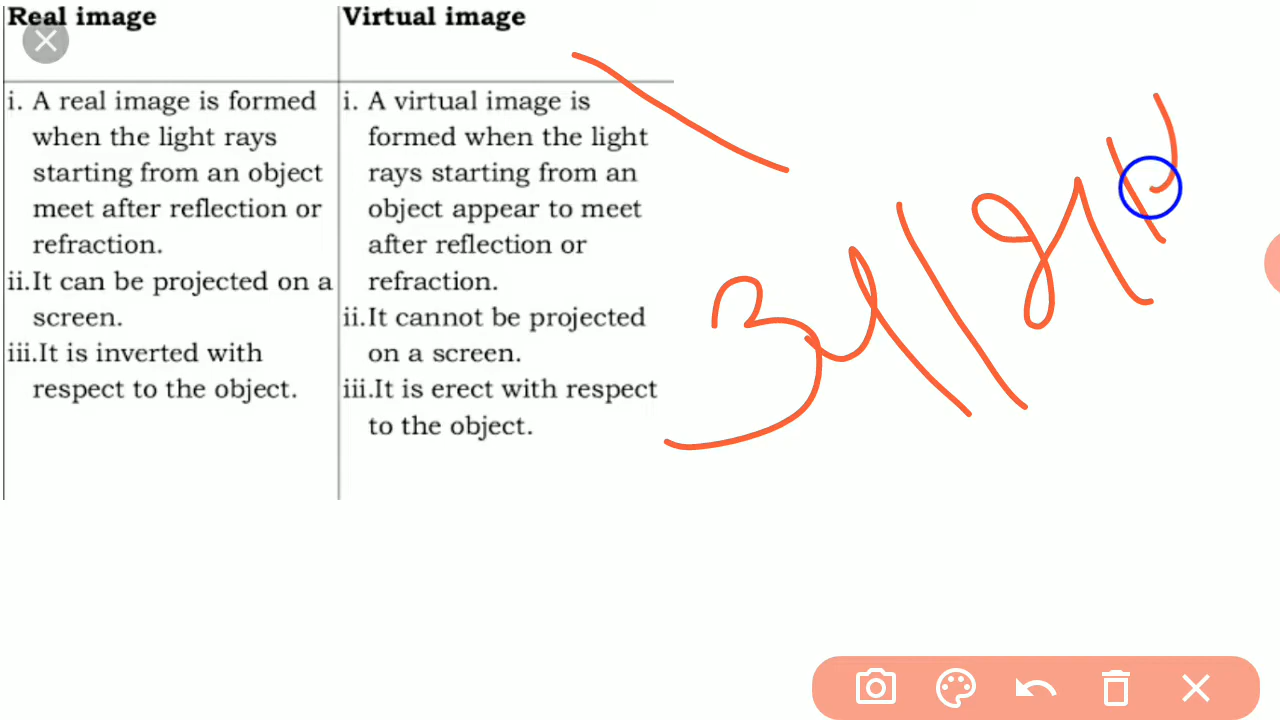 Real image
i. A real image is formed
when the light rays
starting from an object
meet after reflection or
refraction.
ii.It can be projected on a
screen.
iii.It is inverted with
respect to the object.
Virtual image
i. A virtual image is
formed when the light
rays starting from an
object appear to meet
after reflection or
refraction.
ii.It cannot be projected
on a screen.
iii.It is erect with respect
to the object.